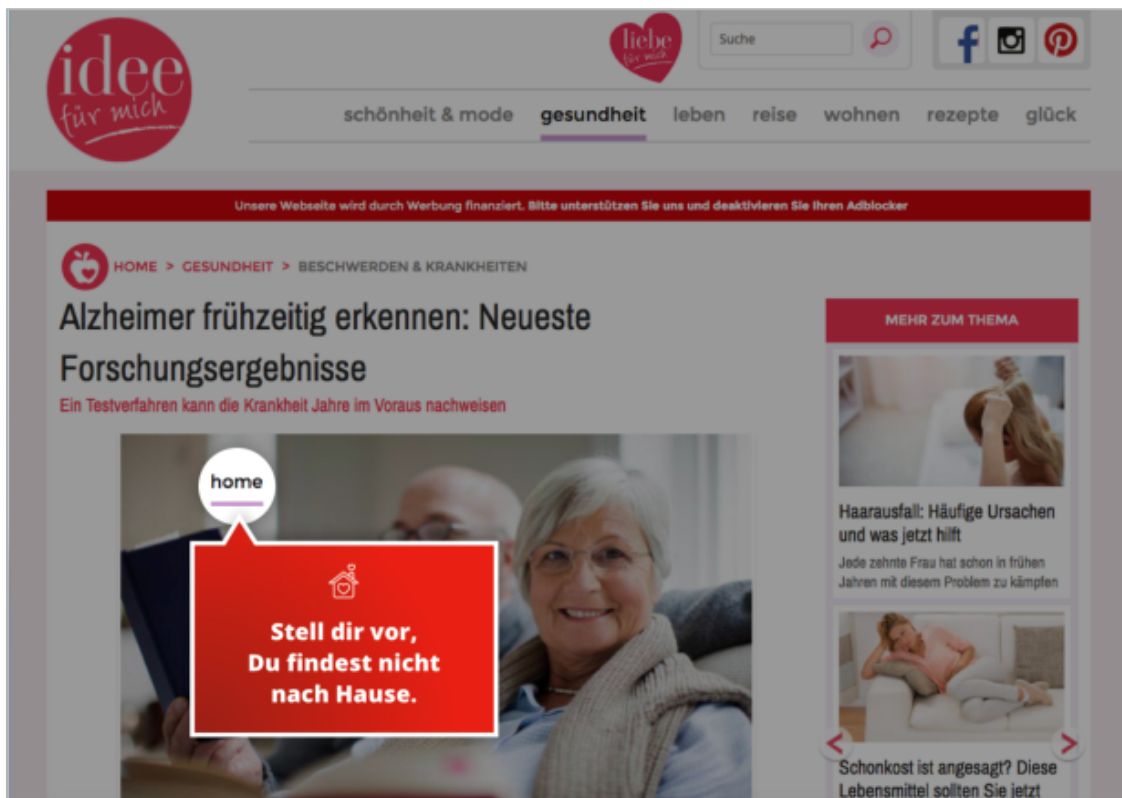 idee
für mich
liebe
für mich
Suche
schönheit & mode gesundheit leben reise wohnen rezepte glück
Unsere Webseite wird durch Werbung finanziert. Bitte unterstützen Sie uns und deaktivieren Sie Ihren Adblocker
HOME > GESUNDHEIT > BESCHWERDEN & KRANKHEITEN
Alzheimer frühzeitig erkennen: Neueste
Forschungsergebnisse
Ein Testverfahren kann die Krankheit Jahre im Voraus nachweisen
home
Stell dir vor,
Du findest nicht
nach Hause.
MEHR ZUM THEMA
Haarausfall: Häufige Ursachen
und was jetzt hilft
Jede zehnte Frau hat schon in frühen
Jahren mit diesem Problem zu kämpfen
Schonkost ist angesagt? Diese
Lebensmittel sollten Sie jetzt